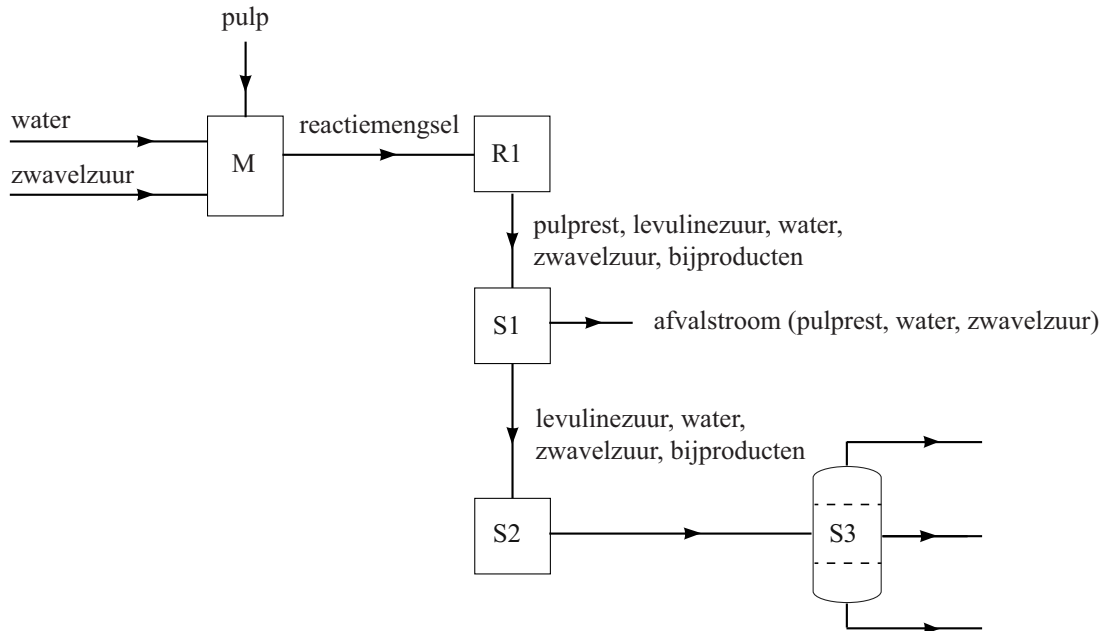 pulp
water
zwavelzuur
M
reactiemengsel
R1
pulprest, levulinezuur, water,
zwavelzuur, bijproducten
S1
afvalstroom (pulprest, water, zwavelzuur)
levulinezuur, water,
zwavelzuur, bijproducten
S2
S3